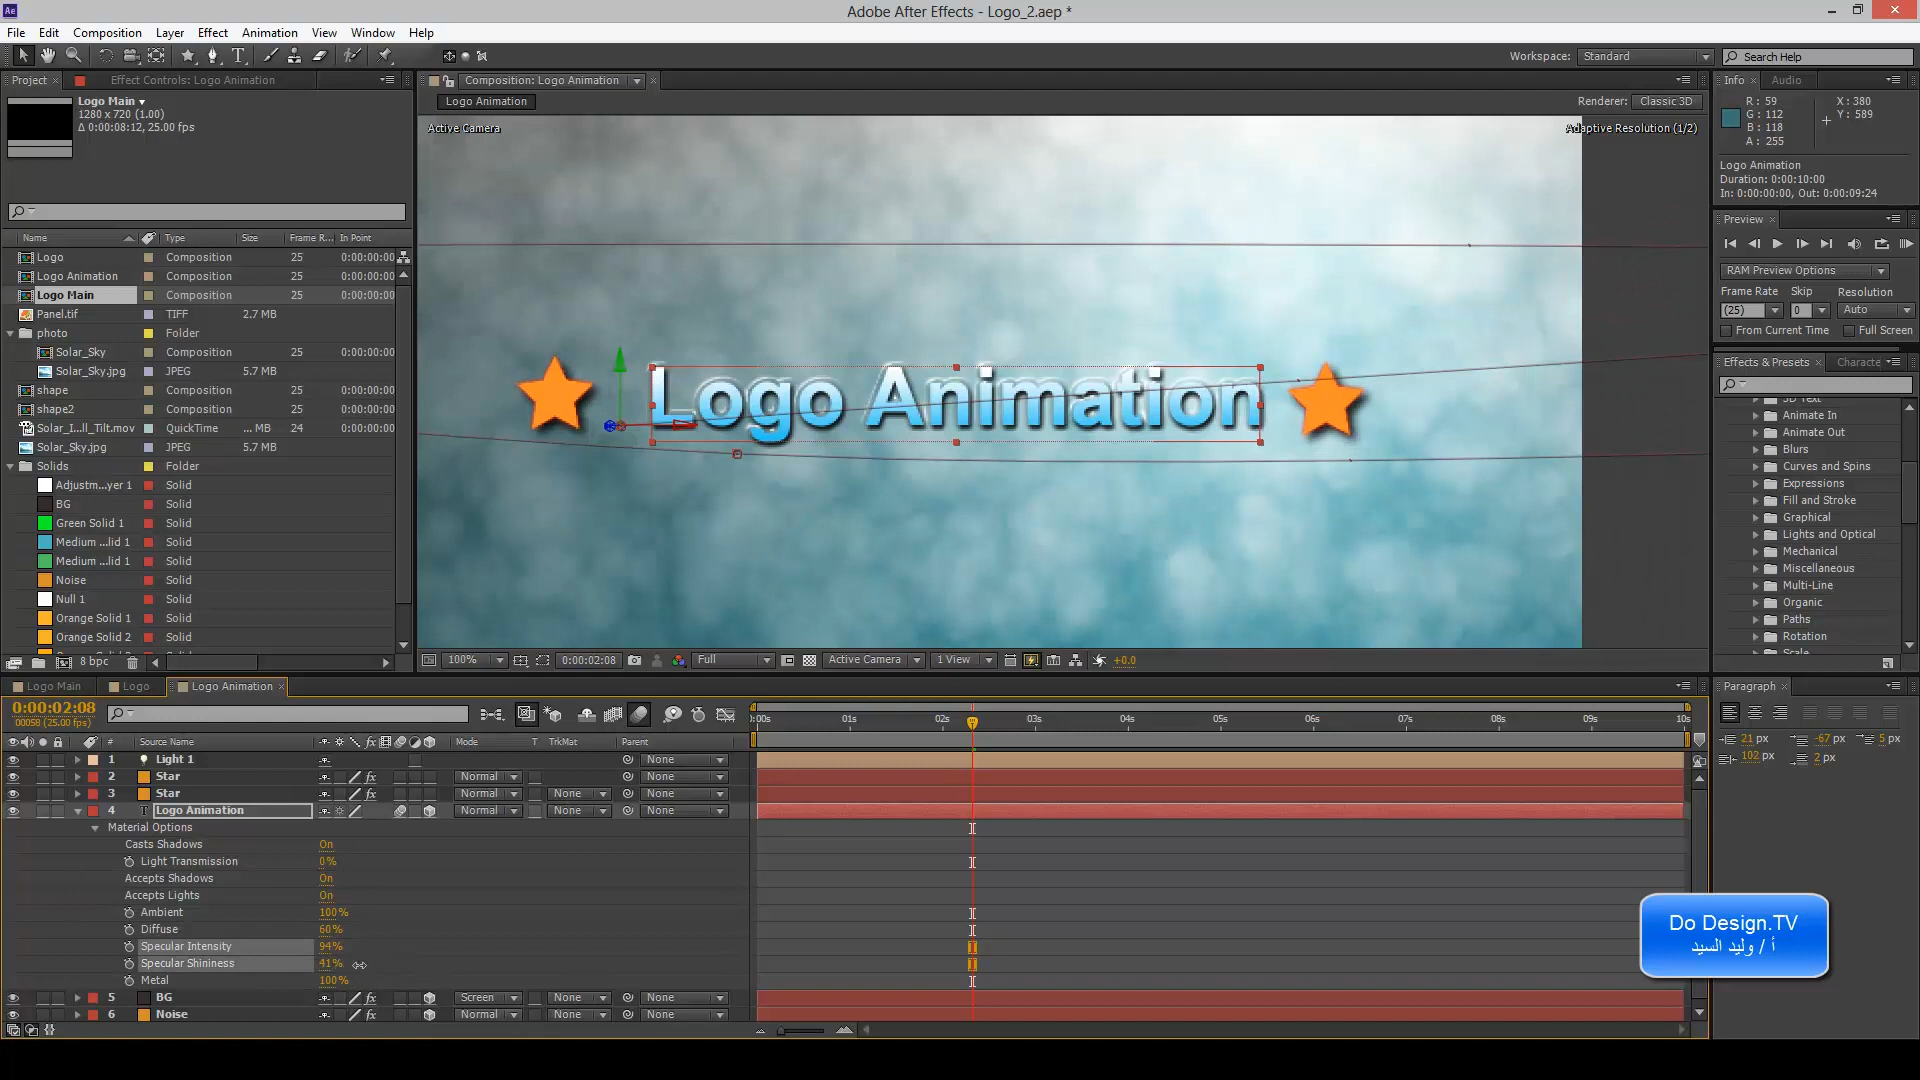 Adobe After Effects - Logo_2.aep *
File Edit Composition Layer Effect Animation View Window Help
Workspace: Standard
Search Help
Project
Effect Controls: Logo Animation
Logo Main
1280 x 720 (1.00)
Δ 0:00:08:12, 25.00 fps
Name Type Size Frame R... In Point
Logo Composition 25 0:00:00:00
Logo Animation Composition 25 0:00:00:00
Logo Main Composition 25 0:00:00:00
Panel.tif TIFF 2.7 MB
photo Folder
Solar_Sky Composition 25 0:00:00:00
Solar_Sky.jpg JPEG 5.7 MB
shape Composition 25 0:00:00:00
shape2 Composition 25 0:00:00:00
Solar_I...ll_Tilt.mov QuickTime ... MB 24 0:00:00:00
Solar_Sky.jpg JPEG 5.7 MB
Solids Folder
Adjustm...yer 1 Solid
BG Solid
Green Solid 1 Solid
Medium ...lid 1 Solid
Medium ...lid 1 Solid
Noise Solid
Null 1 Solid
Orange Solid 1 Solid
Orange Solid 2 Solid
8 bpc
Composition: Logo Animation
Logo Animation
Renderer: Classic 3D
Active Camera
Adaptive Resolution (1/2)
Logo Animation
100% 0:00:02:08 Full Active Camera 1 View +0.0
Info Audio
R : 59 X : 380
G : 112 Y : 589
B : 118
A : 255
Logo Animation
Duration: 0:00:10:00
In: 0:00:00:00, Out: 0:00:09:24
Preview
RAM Preview Options
Frame Rate Skip Resolution
(25) 0 Auto
From Current Time Full Screen
Effects & Presets Characte
3D Text
Animate In
Animate Out
Blurs
Curves and Spins
Expressions
Fill and Stroke
Graphical
Lights and Optical
Mechanical
Miscellaneous
Multi-Line
Organic
Paths
Rotation
Scale
Paragraph
21 px -67 px 5 px
102 px 2 px
Logo Main Logo Logo Animation
0:00:02:08
00058 (25.00 fps)
:00s 01s 02s 03s 04s 05s 06s 07s 08s 09s 10s
# Source Name Mode T TrkMat Parent
1 Light 1 None
2 Star Normal None
3 Star Normal None None
4 Logo Animation Normal None None
Material Options
Casts Shadows On
Light Transmission 0%
Accepts Shadows On
Accepts Lights On
Ambient 100%
Diffuse 60%
Specular Intensity 94%
Specular Shininess 41%
Metal 100%
5 BG Screen None None
6 Noise Normal None None
Do Design.TV
أ / وليد السيد